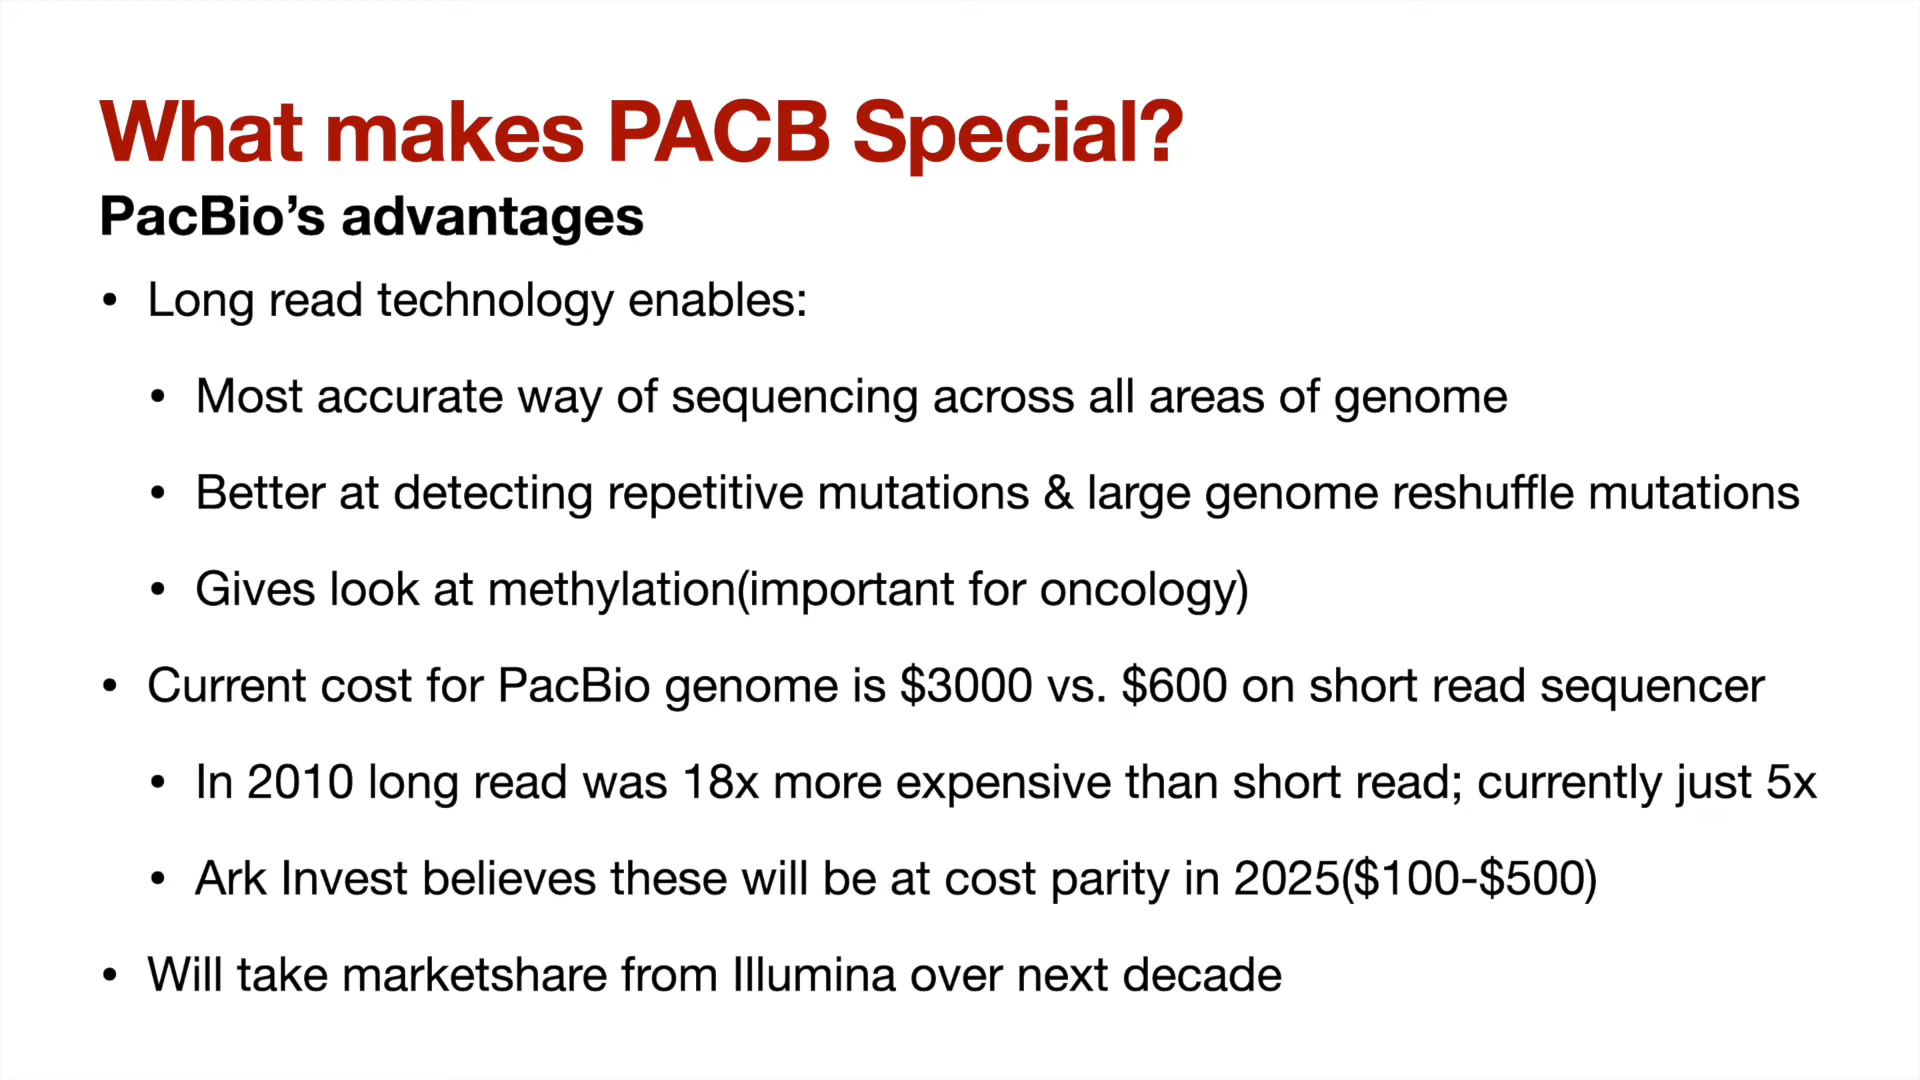 What makes PACB Special?
PacBio’s advantages
• Long read technology enables:
• Most accurate way of sequencing across all areas of genome
• Better at detecting repetitive mutations & large genome reshuffle mutations
• Gives look at methylation(important for oncology)
• Current cost for PacBio genome is $3000 vs. $600 on short read sequencer
• In 2010 long read was 18x more expensive than short read; currently just 5x
• Ark Invest believes these will be at cost parity in 2025($100-$500)
• Will take marketshare from Illumina over next decade